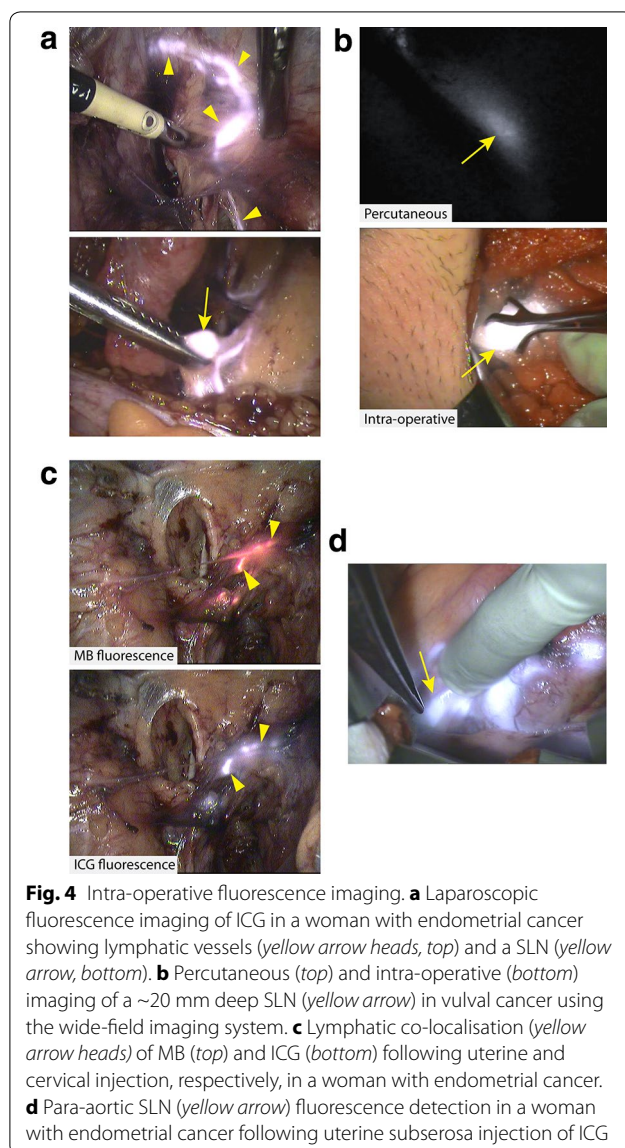 a
b
Percutaneous
Intra-operative
c
d
MB fluorescence
ICG fluorescence
Fig. 4 Intra-operative fluorescence imaging. a Laparoscopic
fluorescence imaging of ICG in a woman with endometrial cancer
showing lymphatic vessels (yellow arrow heads, top) and a SLN (yellow
arrow, bottom). b Percutaneous (top) and intra-operative (bottom)
imaging of a ~20 mm deep SLN (yellow arrow) in vulval cancer using
the wide-field imaging system. c Lymphatic co-localisation (yellow
arrow heads) of MB (top) and ICG (bottom) following uterine and
cervical injection, respectively, in a woman with endometrial cancer.
d Para-aortic SLN (yellow arrow) fluorescence detection in a woman
with endometrial cancer following uterine subserosa injection of ICG